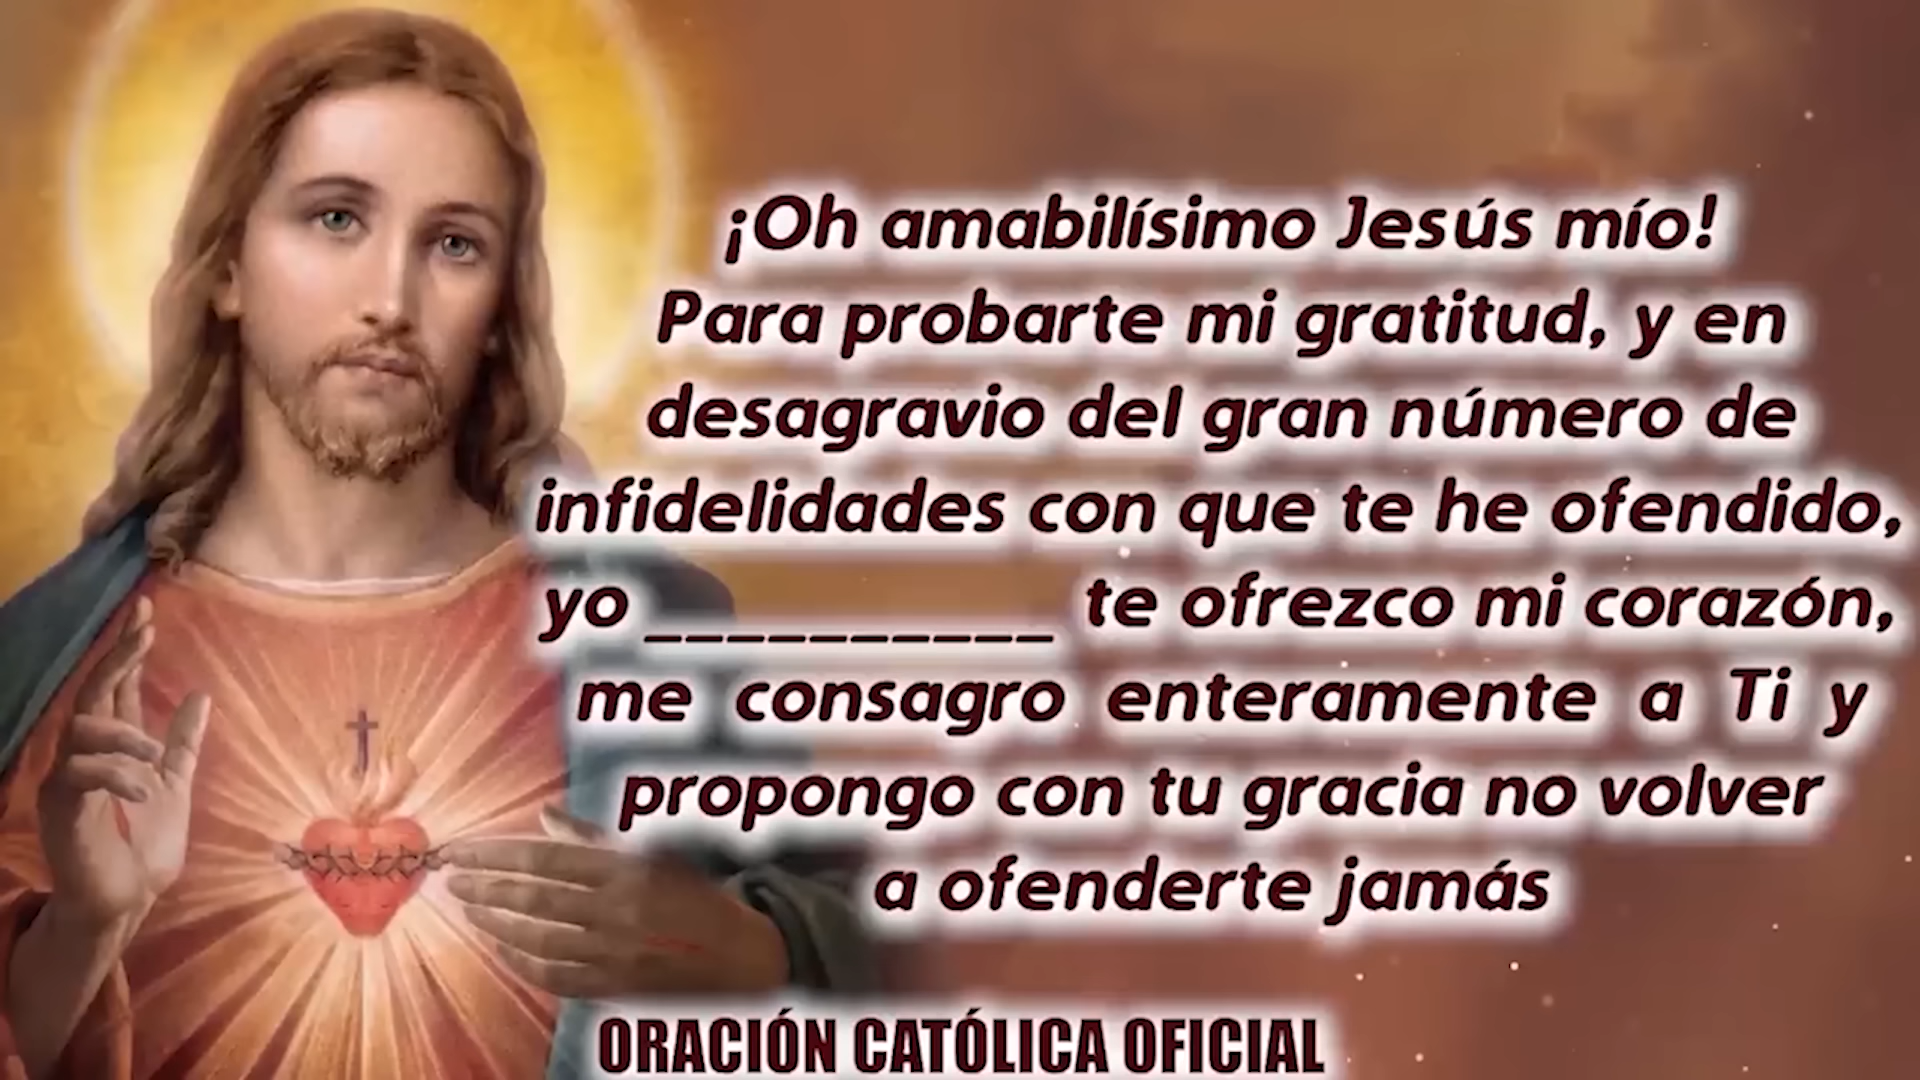 ¡Oh amabilísimo Jesús mío!
Para probarte mi gratitud, y en
desagravio del gran número de
infidelidades con que te he ofendido,
yo __________ te ofrezco mi corazón,
me consagro enteramente a Ti y
propongo con tu gracia no volver
a ofenderte jamás
ORACIÓN CATÓLICA OFICIAL